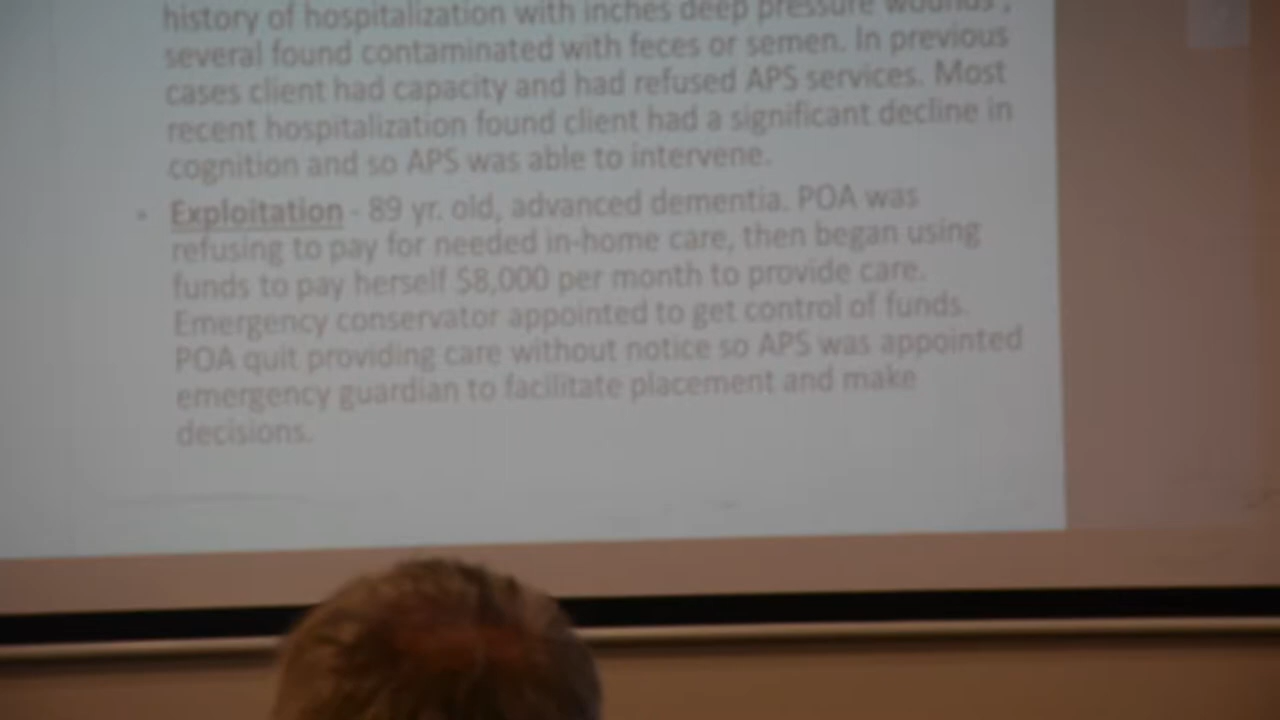 history of hospitalization with inches deep pressure wounds ,
several found contaminated with feces or semen. In previous
cases client had capacity and had refused APS services. Most
recent hospitalization found client had a significant decline in
cognition and so APS was able to intervene.
• Exploitation - 89 yr. old, advanced dementia. POA was
refusing to pay for needed in-home care, then began using
funds to pay herself $8,000 per month to provide care.
Emergency conservator appointed to get control of funds.
POA quit providing care without notice so APS was appointed
emergency guardian to facilitate placement and make
decisions.